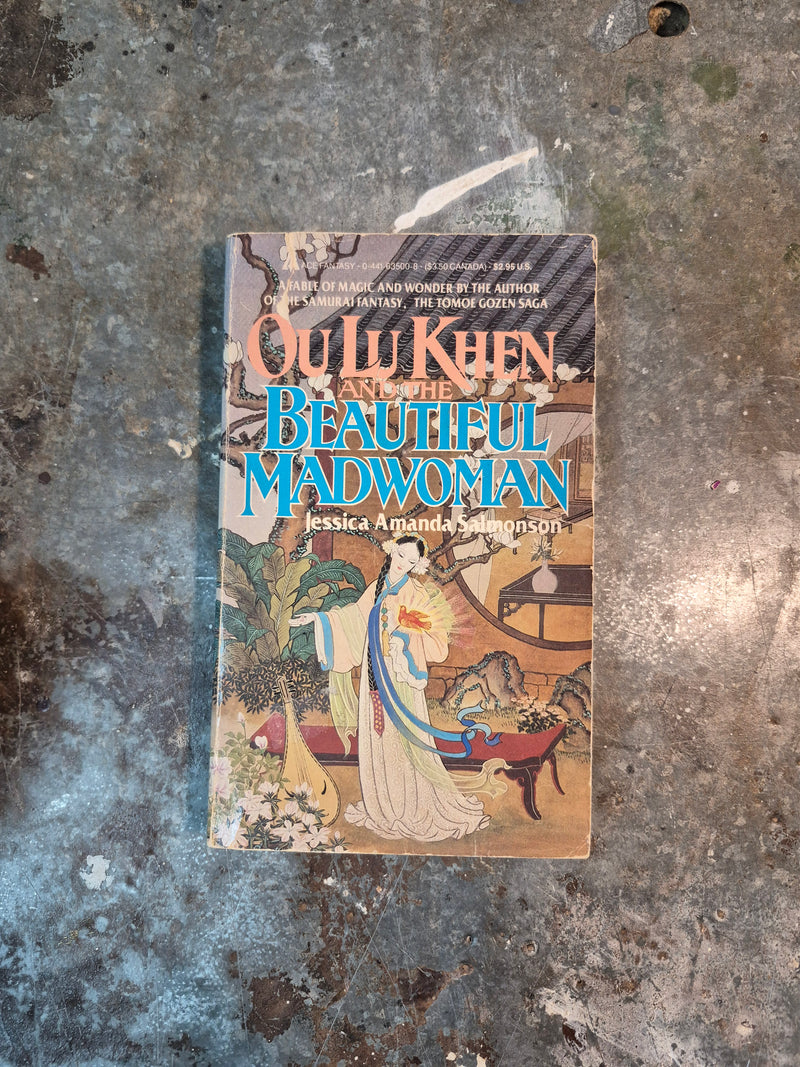 ACE FANTASY • 0-441-63500-8 • ($3.50 CANADA) • $2.95 U.S.
A FABLE OF MAGIC AND WONDER BY THE AUTHOR
OF THE SAMURAI FANTASY, THE TOMOE GOZEN SAGA
OU LU KHEN
AND THE
BEAUTIFUL
MADWOMAN
Jessica Amanda Salmonson